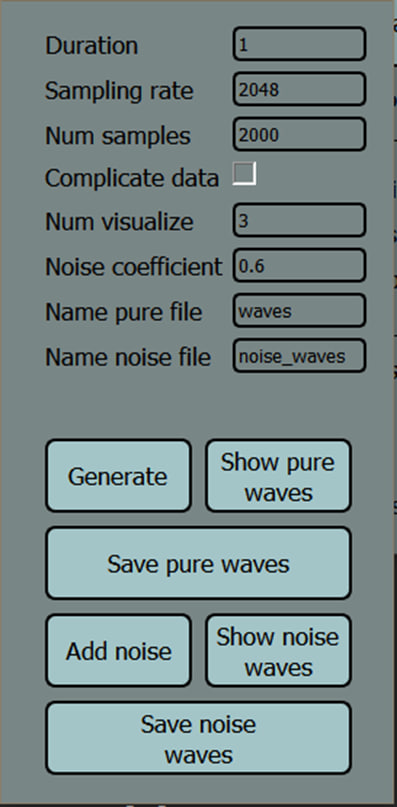 Duration 1
Sampling rate 2048
Num samples 2000
Complicate data
Num visualize 3
Noise coefficient 0.6
Name pure file waves
Name noise file noise_waves
Generate
Show pure
waves
Save pure waves
Add noise
Show noise
waves
Save noise
waves